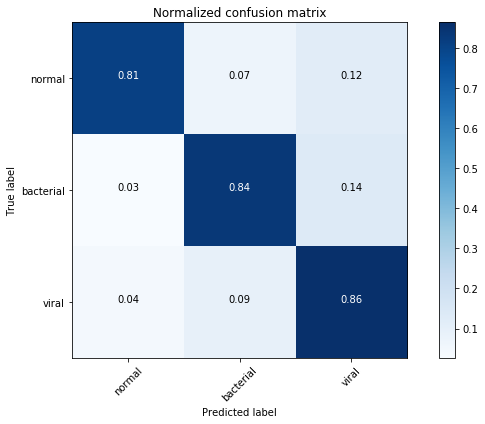 Normalized confusion matrix
True label
normal 0.81 0.07 0.12
bacterial 0.03 0.84 0.14
viral 0.04 0.09 0.86
normal bacterial viral
Predicted label
0.8
0.7
0.6
0.5
0.4
0.3
0.2
0.1